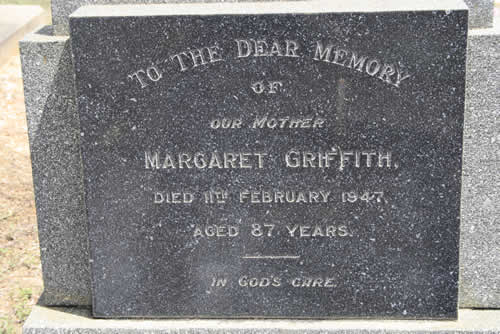 TO THE DEAR MEMORY
OF
OUR MOTHER
MARGARET GRIFFITH,
DIED 11TH FEBRUARY 1947,
AGED 87 YEARS.
IN GOD'S CARE.